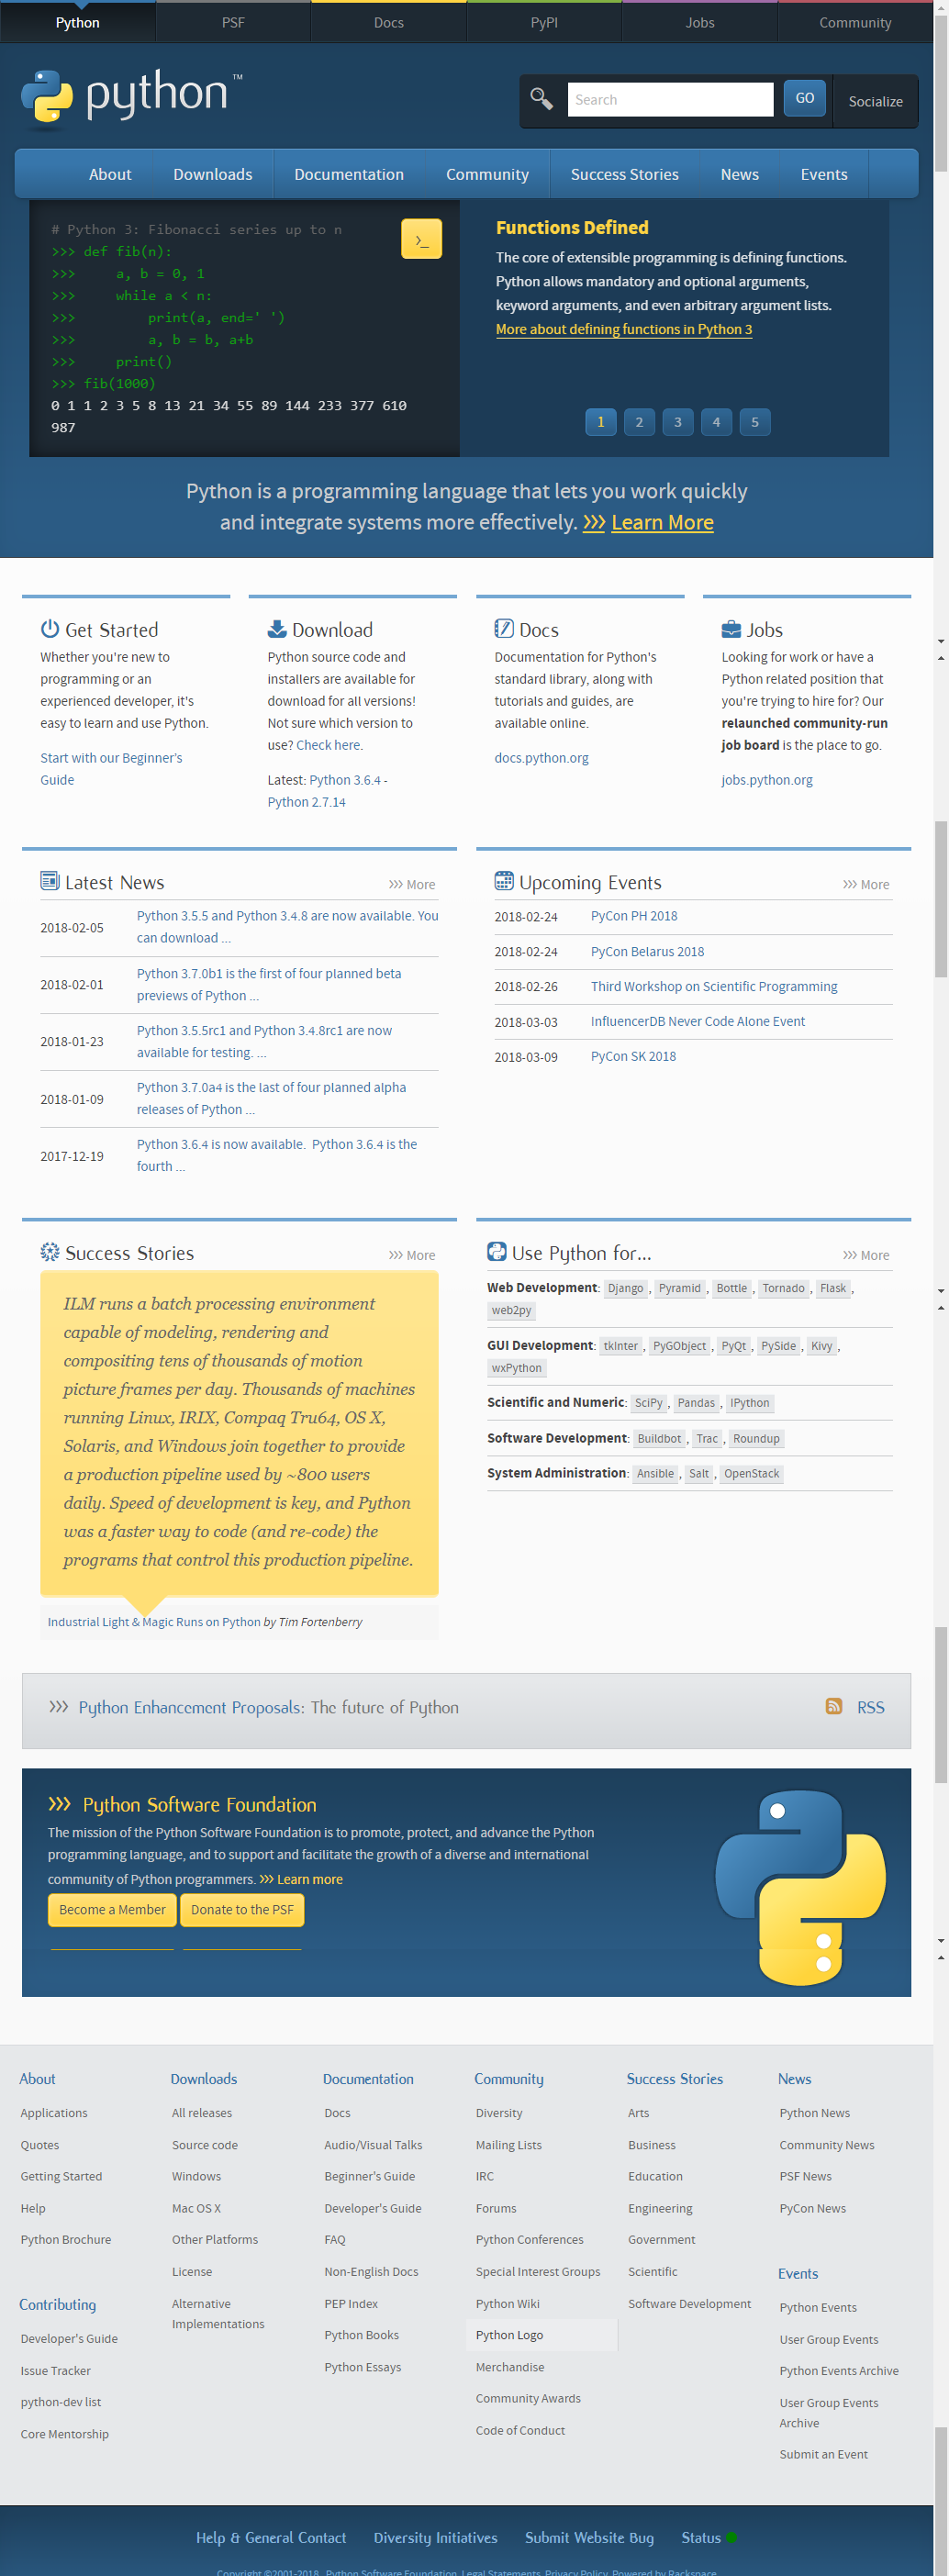 Python
PSF
Docs
PyPI
Jobs
Community
python™
Search
GO
Socialize
About
Downloads
Documentation
Community
Success Stories
News
Events
# Python 3: Fibonacci series up to n
>>> def fib(n):
>>>     a, b = 0, 1
>>>     while a < n:
>>>         print(a, end=' ')
>>>         a, b = b, a+b
>>>     print()
>>> fib(1000)
0 1 1 2 3 5 8 13 21 34 55 89 144 233 377 610
987
>_
Functions Defined
The core of extensible programming is defining functions.
Python allows mandatory and optional arguments,
keyword arguments, and even arbitrary argument lists.
More about defining functions in Python 3
1
2
3
4
5
Python is a programming language that lets you work quickly
and integrate systems more effectively. >>> Learn More
Get Started
Whether you're new to
programming or an
experienced developer, it's
easy to learn and use Python.
Start with our Beginner's
Guide
Download
Python source code and
installers are available for
download for all versions!
Not sure which version to
use? Check here.
Latest: Python 3.6.4 -
Python 2.7.14
Docs
Documentation for Python's
standard library, along with
tutorials and guides, are
available online.
docs.python.org
Jobs
Looking for work or have a
Python related position that
you're trying to hire for? Our
relaunched community-run
job board is the place to go.
jobs.python.org
Latest News
>>> More
2018-02-05 Python 3.5.5 and Python 3.4.8 are now available. You
can download ...
2018-02-01 Python 3.7.0b1 is the first of four planned beta
previews of Python ...
2018-01-23 Python 3.5.5rc1 and Python 3.4.8rc1 are now
available for testing. ...
2018-01-09 Python 3.7.0a4 is the last of four planned alpha
releases of Python ...
2017-12-19 Python 3.6.4 is now available.  Python 3.6.4 is the
fourth ...
Upcoming Events
>>> More
2018-02-24 PyCon PH 2018
2018-02-24 PyCon Belarus 2018
2018-02-26 Third Workshop on Scientific Programming
2018-03-03 InfluencerDB Never Code Alone Event
2018-03-09 PyCon SK 2018
Success Stories
>>> More
ILM runs a batch processing environment
capable of modeling, rendering and
compositing tens of thousands of motion
picture frames per day. Thousands of machines
running Linux, IRIX, Compaq Tru64, OS X,
Solaris, and Windows join together to provide
a production pipeline used by ~800 users
daily. Speed of development is key, and Python
was a faster way to code (and re-code) the
programs that control this production pipeline.
Industrial Light & Magic Runs on Python by Tim Fortenberry
Use Python for...
>>> More
Web Development: Django, Pyramid, Bottle, Tornado, Flask,
web2py
GUI Development: tkInter, PyGObject, PyQt, PySide, Kivy,
wxPython
Scientific and Numeric: SciPy, Pandas, IPython
Software Development: Buildbot, Trac, Roundup
System Administration: Ansible, Salt, OpenStack
>>> Python Enhancement Proposals: The future of Python
RSS
>>> Python Software Foundation
The mission of the Python Software Foundation is to promote, protect, and advance the Python
programming language, and to support and facilitate the growth of a diverse and international
community of Python programmers. >>> Learn more
Become a Member
Donate to the PSF
About
Applications
Quotes
Getting Started
Help
Python Brochure
Contributing
Developer's Guide
Issue Tracker
python-dev list
Core Mentorship
Downloads
All releases
Source code
Windows
Mac OS X
Other Platforms
License
Alternative
Implementations
Documentation
Docs
Audio/Visual Talks
Beginner's Guide
Developer's Guide
FAQ
Non-English Docs
PEP Index
Python Books
Python Essays
Community
Diversity
Mailing Lists
IRC
Forums
Python Conferences
Special Interest Groups
Python Wiki
Python Logo
Merchandise
Community Awards
Code of Conduct
Success Stories
Arts
Business
Education
Engineering
Government
Scientific
Software Development
News
Python News
Community News
PSF News
PyCon News
Events
Python Events
User Group Events
Python Events Archive
User Group Events
Archive
Submit an Event
Help & General Contact
Diversity Initiatives
Submit Website Bug
Status
Copyright ©2001-2018. Python Software Foundation Legal Statements Privacy Policy Powered by Rackspace